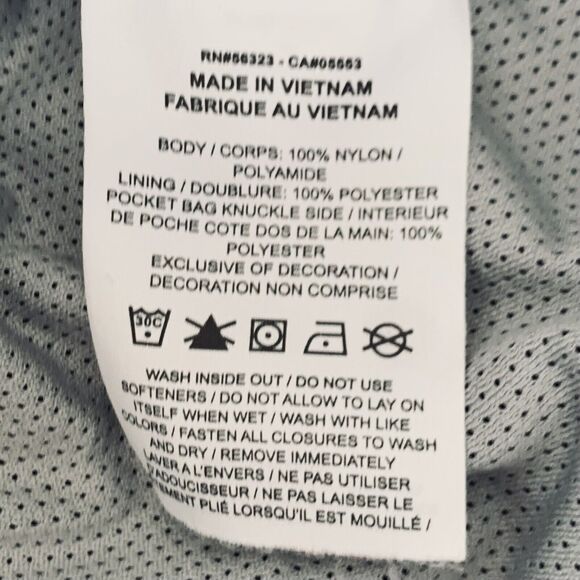 RN#56323 - CA#05553
MADE IN VIETNAM
FABRIQUE AU VIETNAM
BODY / CORPS: 100% NYLON /
POLYAMIDE
LINING / DOUBLURE: 100% POLYESTER
POCKET BAG KNUCKLE SIDE / INTERIEUR
DE POCHE COTE DOS DE LA MAIN: 100%
POLYESTER
EXCLUSIVE OF DECORATION /
DECORATION NON COMPRISE
30C
WASH INSIDE OUT / DO NOT USE
SOFTENERS / DO NOT ALLOW TO LAY ON
ITSELF WHEN WET / WASH WITH LIKE
COLORS / FASTEN ALL CLOSURES TO WASH
AND DRY / REMOVE IMMEDIATELY
LAVER A L'ENVERS / NE PAS UTILISER
D'ADOUCISSEUR / NE PAS LAISSER LE
PLIÉ LORSQU'IL EST MOUILLÉ /